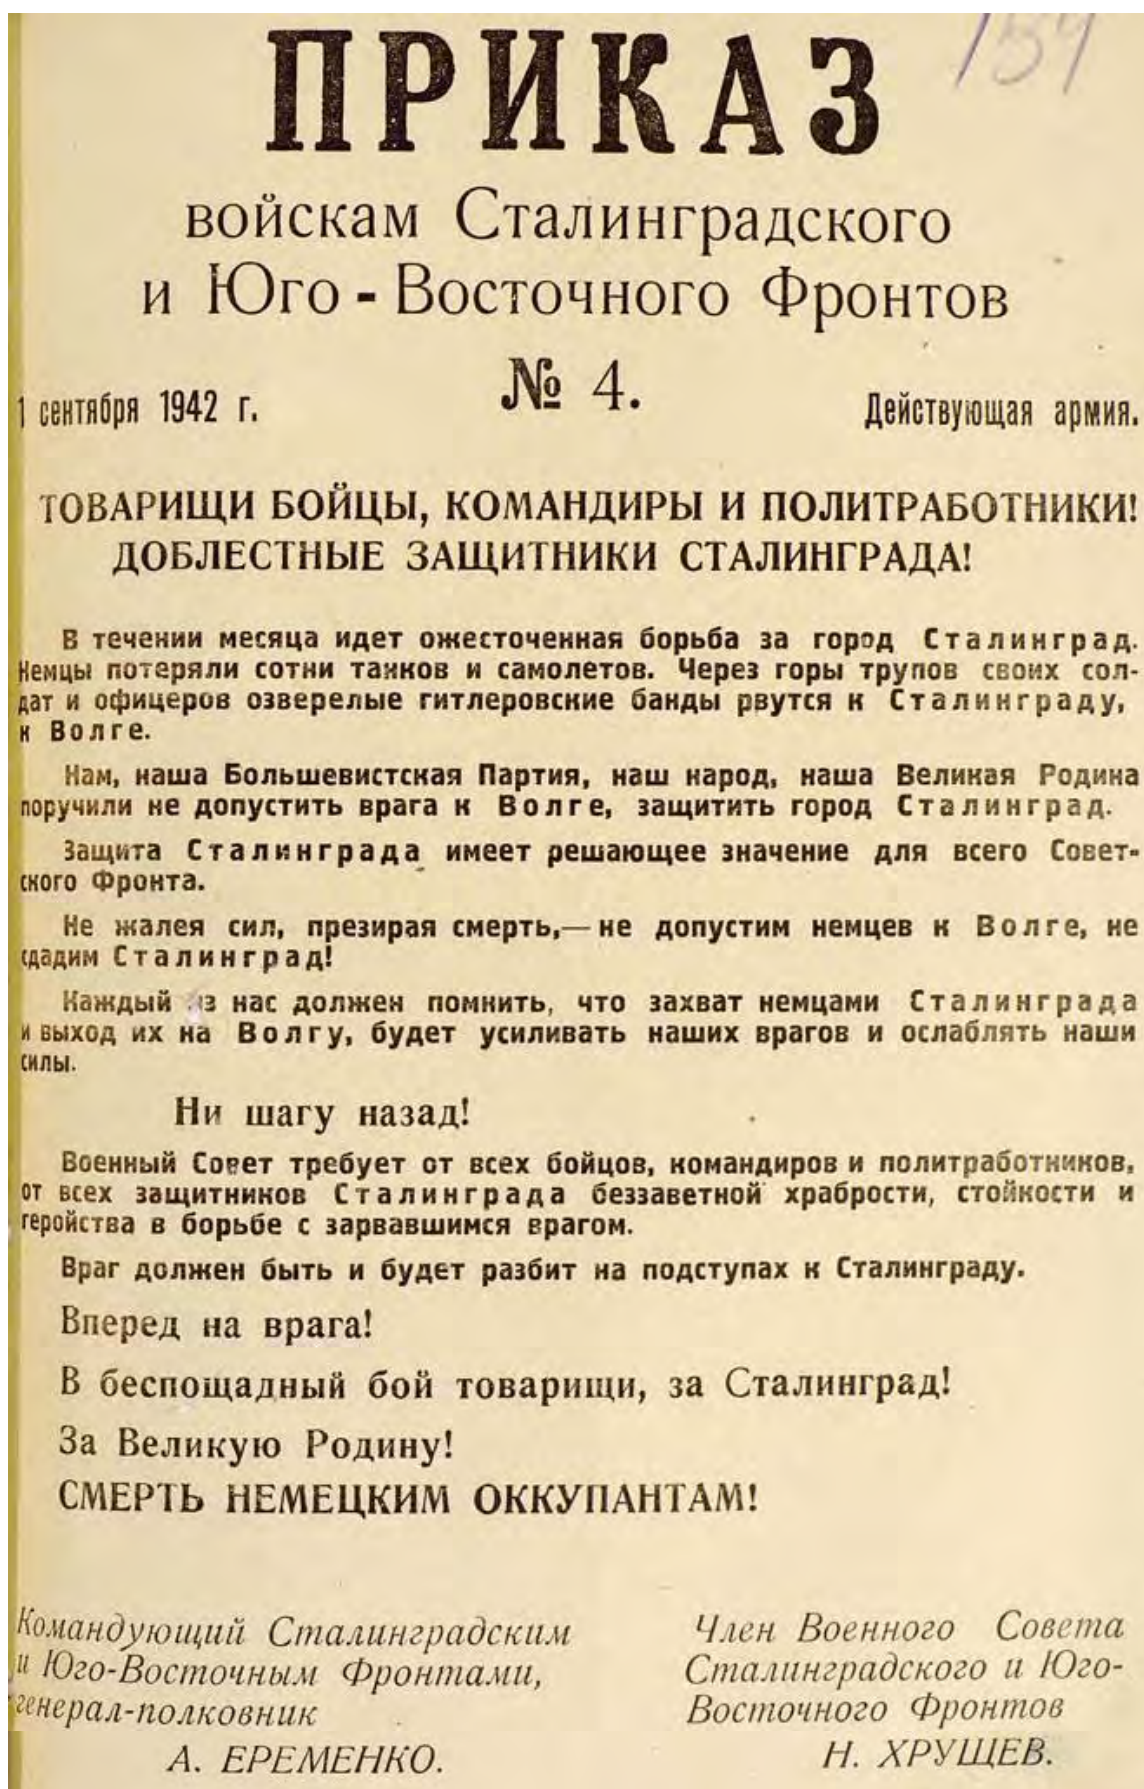 159
ПРИКАЗ
войскам Сталинградского
и Юго - Восточного Фронтов
№ 4.
1 сентября 1942 г.
Действующая армия.
ТОВАРИЩИ БОЙЦЫ, КОМАНДИРЫ И ПОЛИТРАБОТНИКИ!
ДОБЛЕСТНЫЕ ЗАЩИТНИКИ СТАЛИНГРАДА!
В течении месяца идет ожесточенная борьба за город Сталинград.
Немцы потеряли сотни танков и самолетов. Через горы трупов своих сол-
дат и офицеров озверелые гитлеровские банды рвутся к Сталинграду,
к Волге.
Нам, наша Большевистская Партия, наш народ, наша Великая Родина
поручили не допустить врага к Волге, защитить город Сталинград.
Защита Сталинграда имеет решающее значение для всего Совет-
ского Фронта.
Не жалея сил, презирая смерть,— не допустим немцев к Волге, не
сдадим Сталинград!
Каждый из нас должен помнить, что захват немцами Сталинграда
и выход их на Волгу, будет усиливать наших врагов и ослаблять наши
силы.
Ни шагу назад!
Военный Совет требует от всех бойцов, командиров и политработников,
от всех защитников Сталинграда беззаветной храбрости, стойкости и
геройства в борьбе с зарвавшимся врагом.
Враг должен быть и будет разбит на подступах к Сталинграду.
Вперед на врага!
В беспощадный бой товарищи, за Сталинград!
За Великую Родину!
СМЕРТЬ НЕМЕЦКИМ ОККУПАНТАМ!
Командующий Сталинградским
и Юго-Восточным Фронтами,
генерал-полковник
А. ЕРЕМЕНКО.
Член Военного Совета
Сталинградского и Юго-
Восточного Фронтов
Н. ХРУЩЕВ.